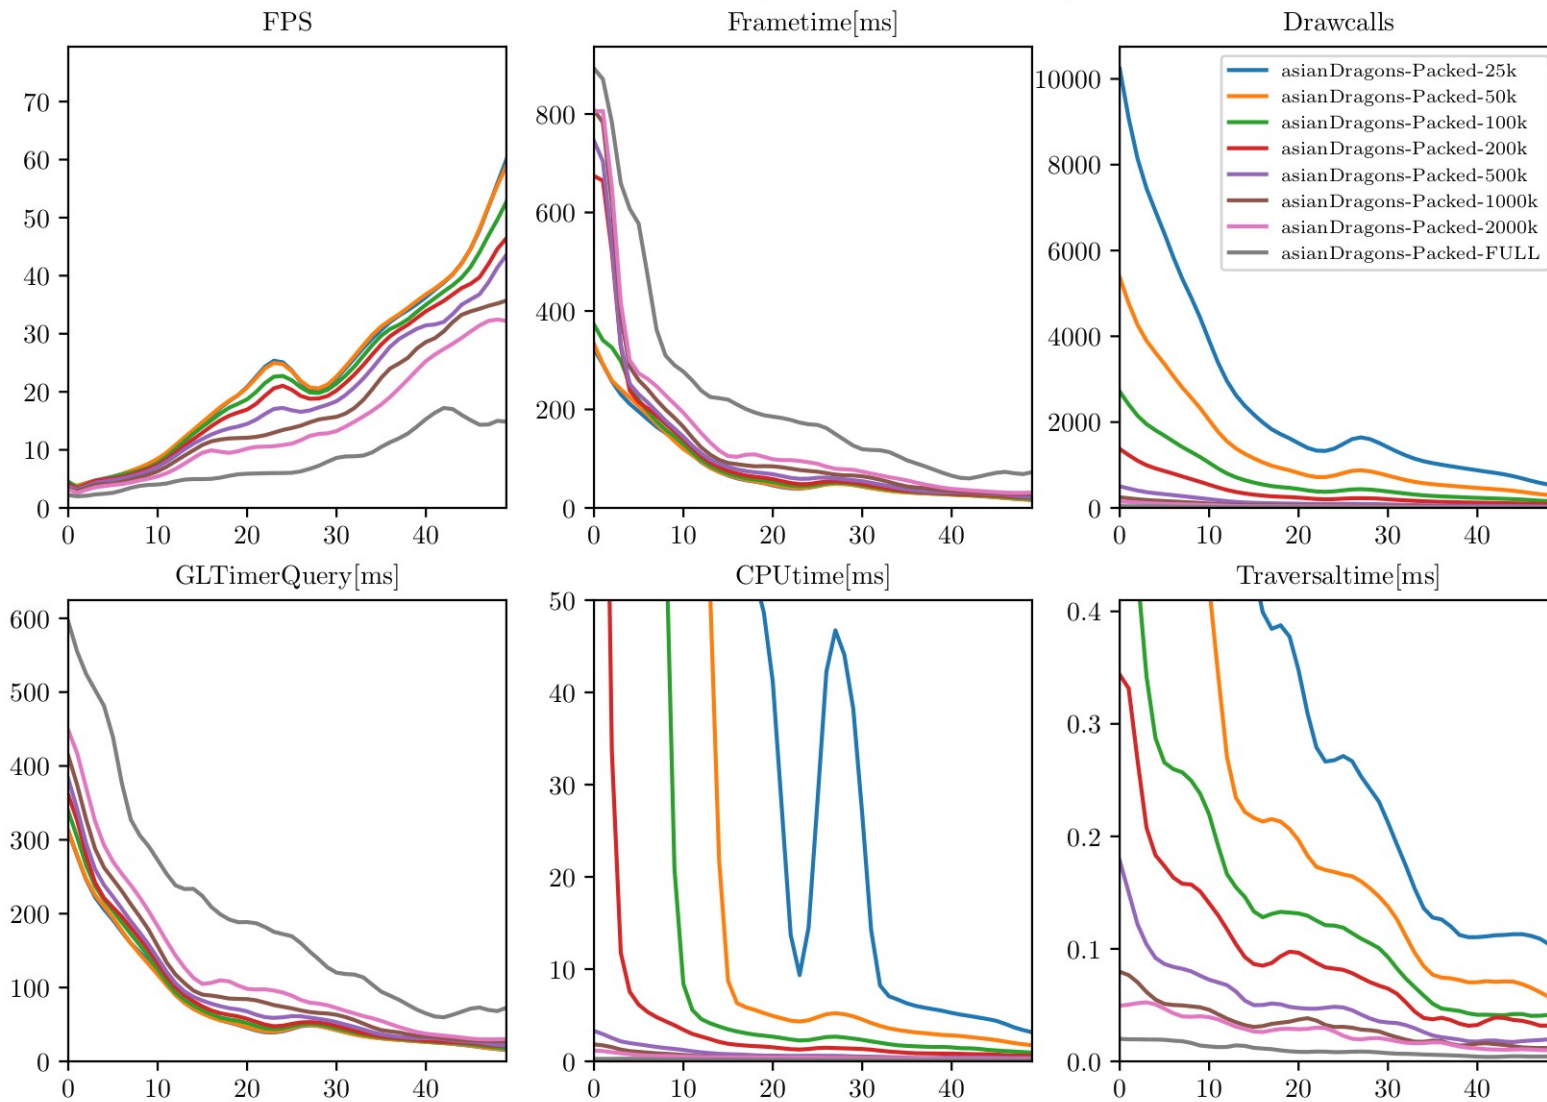 FPS
70
60
50
40
30
20
10
0
0 10 20 30 40
Frametime[ms]
800
600
400
200
0
0 10 20 30 40
Drawcalls
10000
8000
6000
4000
2000
0
0 10 20 30 40
asianDragons-Packed-25k
asianDragons-Packed-50k
asianDragons-Packed-100k
asianDragons-Packed-200k
asianDragons-Packed-500k
asianDragons-Packed-1000k
asianDragons-Packed-2000k
asianDragons-Packed-FULL
GLTimerQuery[ms]
600
500
400
300
200
100
0
0 10 20 30 40
CPUtime[ms]
50
40
30
20
10
0
0 10 20 30 40
Traversaltime[ms]
0.4
0.3
0.2
0.1
0.0
0 10 20 30 40